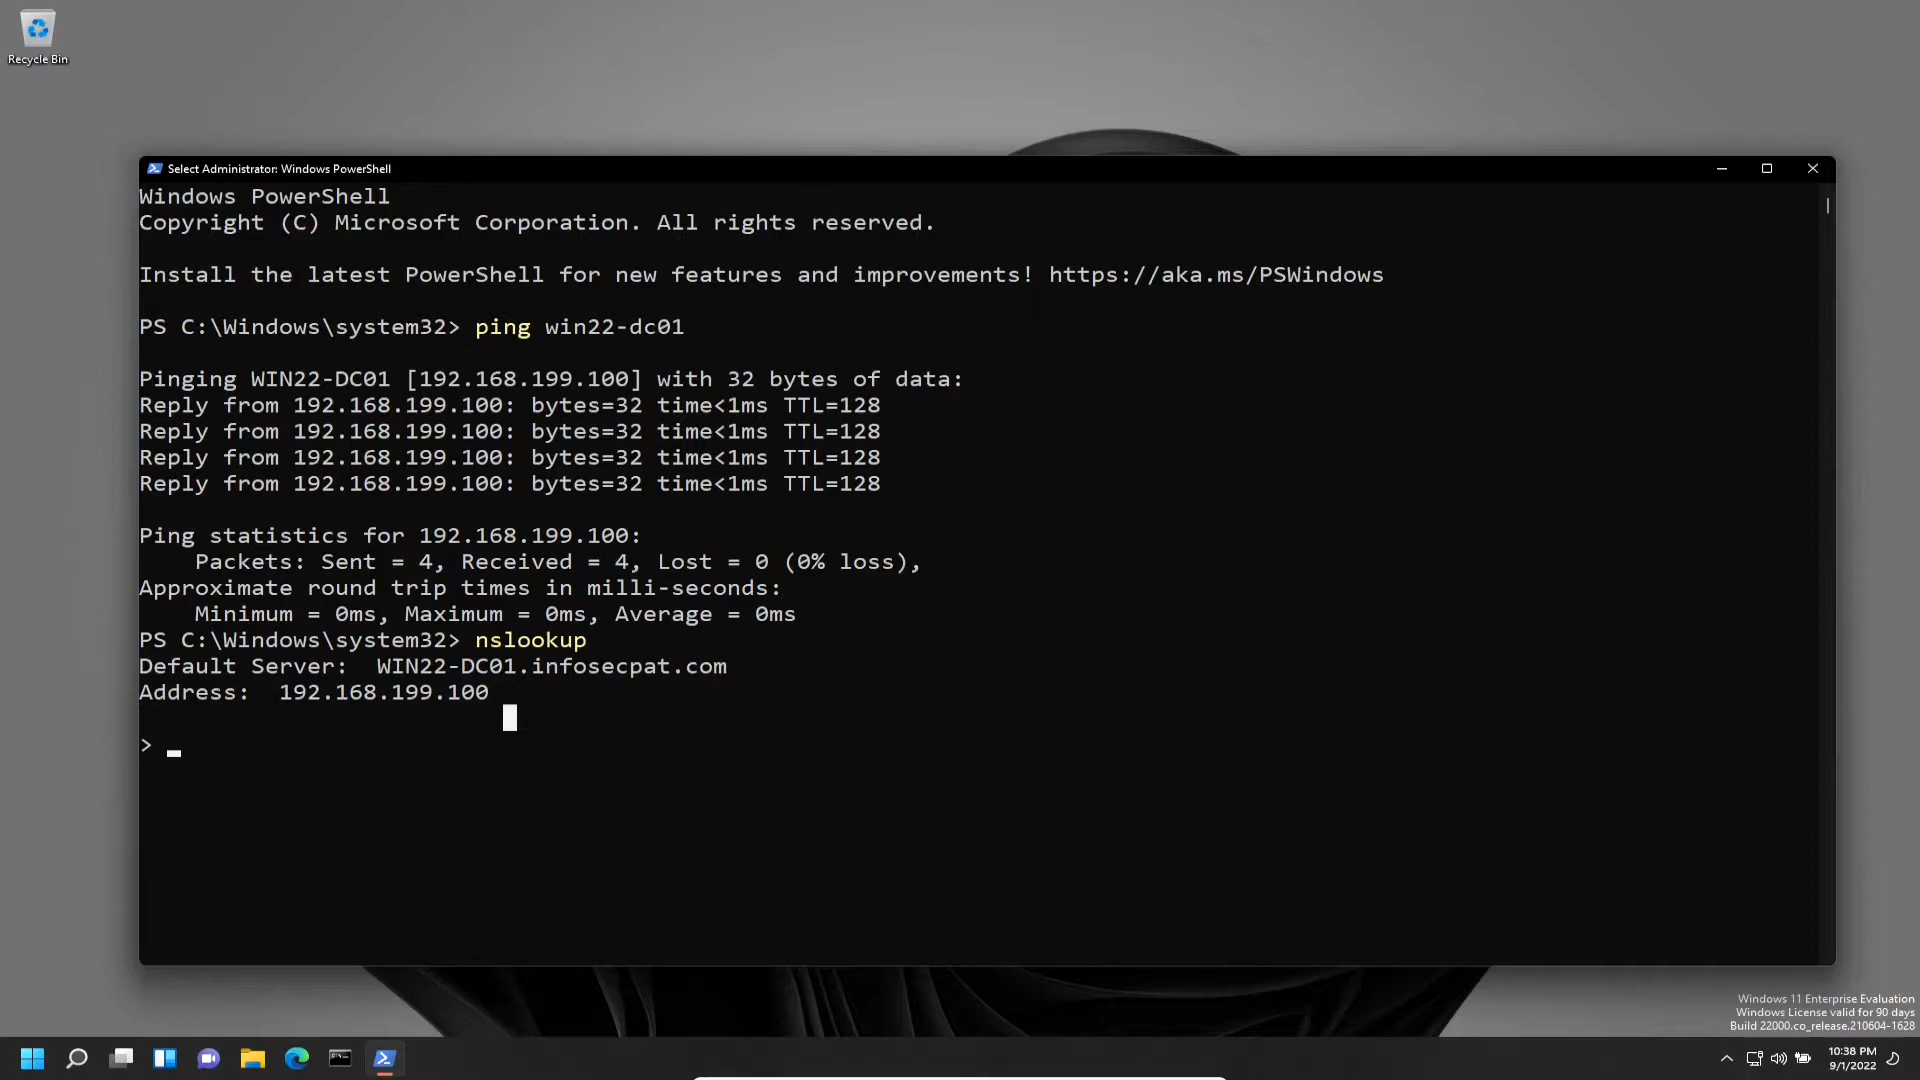 Recycle Bin
Select Administrator: Windows PowerShell
Windows PowerShell
Copyright (C) Microsoft Corporation. All rights reserved.
Install the latest PowerShell for new features and improvements! https://aka.ms/PSWindows
PS C:\Windows\system32> ping win22-dc01
Pinging WIN22-DC01 [192.168.199.100] with 32 bytes of data:
Reply from 192.168.199.100: bytes=32 time<1ms TTL=128
Reply from 192.168.199.100: bytes=32 time<1ms TTL=128
Reply from 192.168.199.100: bytes=32 time<1ms TTL=128
Reply from 192.168.199.100: bytes=32 time<1ms TTL=128
Ping statistics for 192.168.199.100:
    Packets: Sent = 4, Received = 4, Lost = 0 (0% loss),
Approximate round trip times in milli-seconds:
    Minimum = 0ms, Maximum = 0ms, Average = 0ms
PS C:\Windows\system32> nslookup
Default Server:  WIN22-DC01.infosecpat.com
Address:  192.168.199.100
> _
Windows 11 Enterprise Evaluation
Windows License valid for 90 days
Build 22000.co_release.210604-1628
10:38 PM
9/1/2022